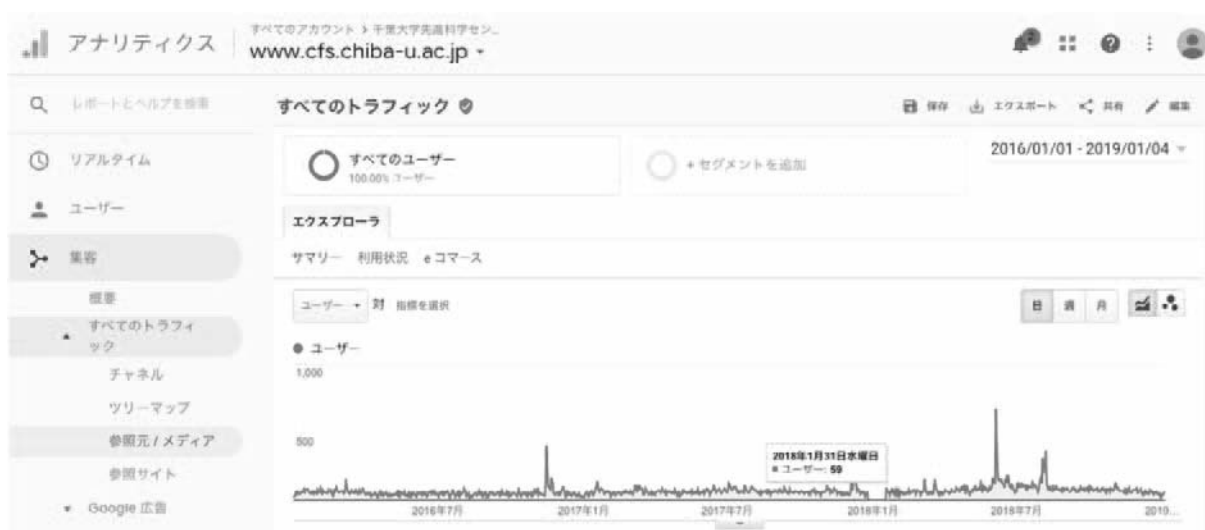 アナリティクス
すべてのアカウント > 千葉大学先進科学セン...
www.cfs.chiba-u.ac.jp
レポートとヘルプを検索
すべてのトラフィック
保存 エクスポート 共有 編集
リアルタイム
ユーザー
集客
概要
すべてのトラフィック
チャネル
ツリーマップ
参照元 / メディア
参照サイト
Google 広告
すべてのユーザー
100.00% ユーザー
+ セグメントを追加
2016/01/01 - 2019/01/04
エクスプローラ
サマリー 利用状況 eコマース
ユーザー 対 指標を選択
日 週 月
ユーザー
1,000
500
2018年1月31日水曜日
ユーザー: 59
2016年7月 2017年1月 2017年7月 2018年1月 2018年7月 2019...